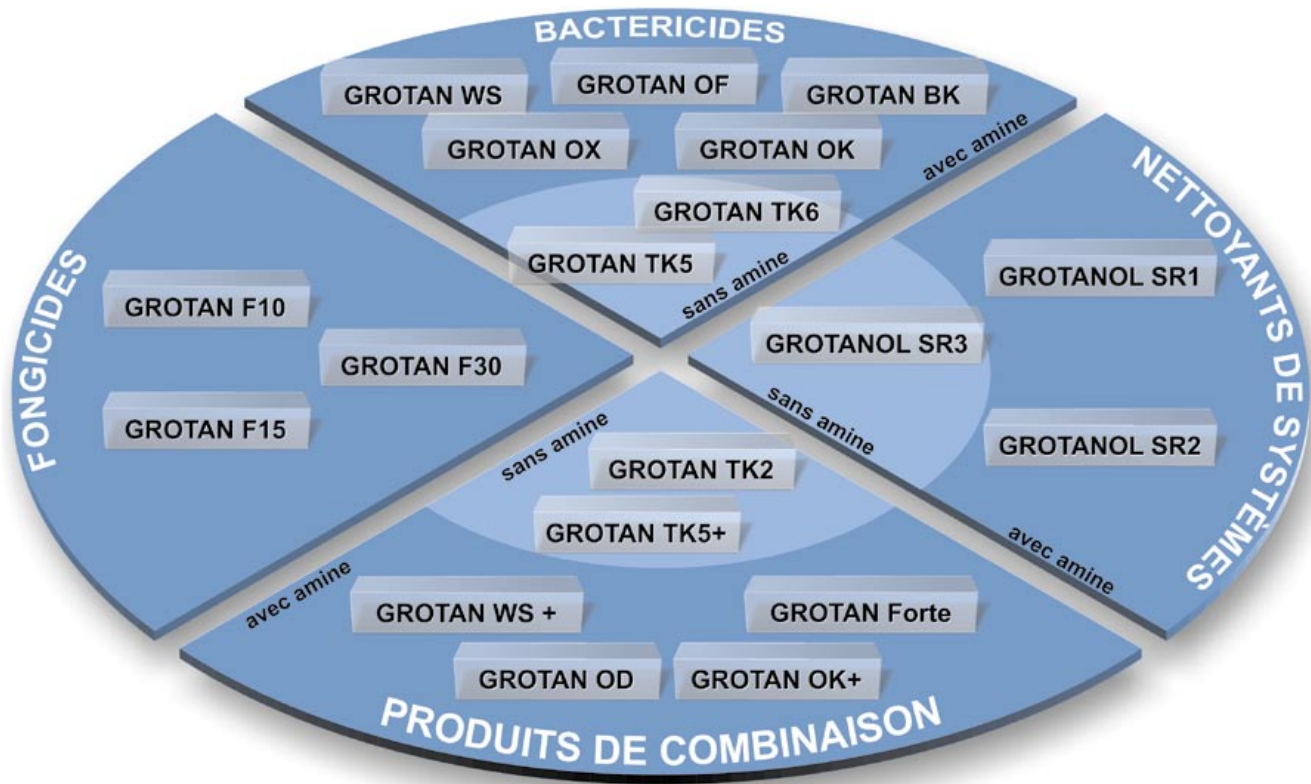 BACTERICIDES
GROTAN WS
GROTAN OF
GROTAN BK
GROTAN OX
GROTAN OK
avec amine
GROTAN TK6
GROTAN TK5
sans amine
NETTOYANTS DE SYSTÈMES
GROTANOL SR1
GROTANOL SR3
GROTANOL SR2
sans amine
avec amine
FONGICIDES
GROTAN F10
GROTAN F30
GROTAN F15
sans amine
GROTAN TK2
GROTAN TK5+
avec amine
GROTAN WS +
GROTAN Forte
GROTAN OD
GROTAN OK+
PRODUITS DE COMBINAISON